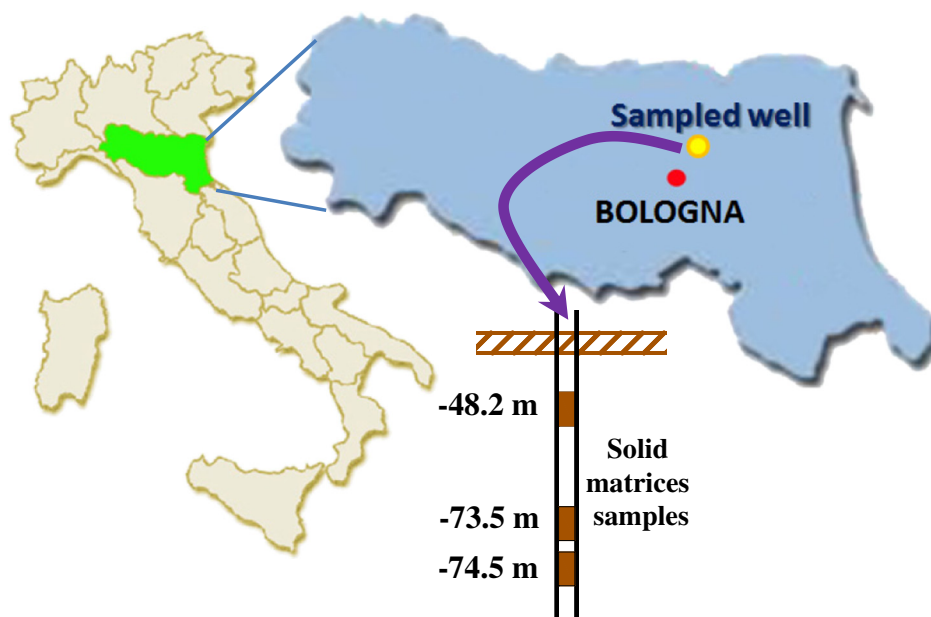 Sampled well
BOLOGNA
-48.2 m
Solid
matrices
samples
-73.5 m
-74.5 m